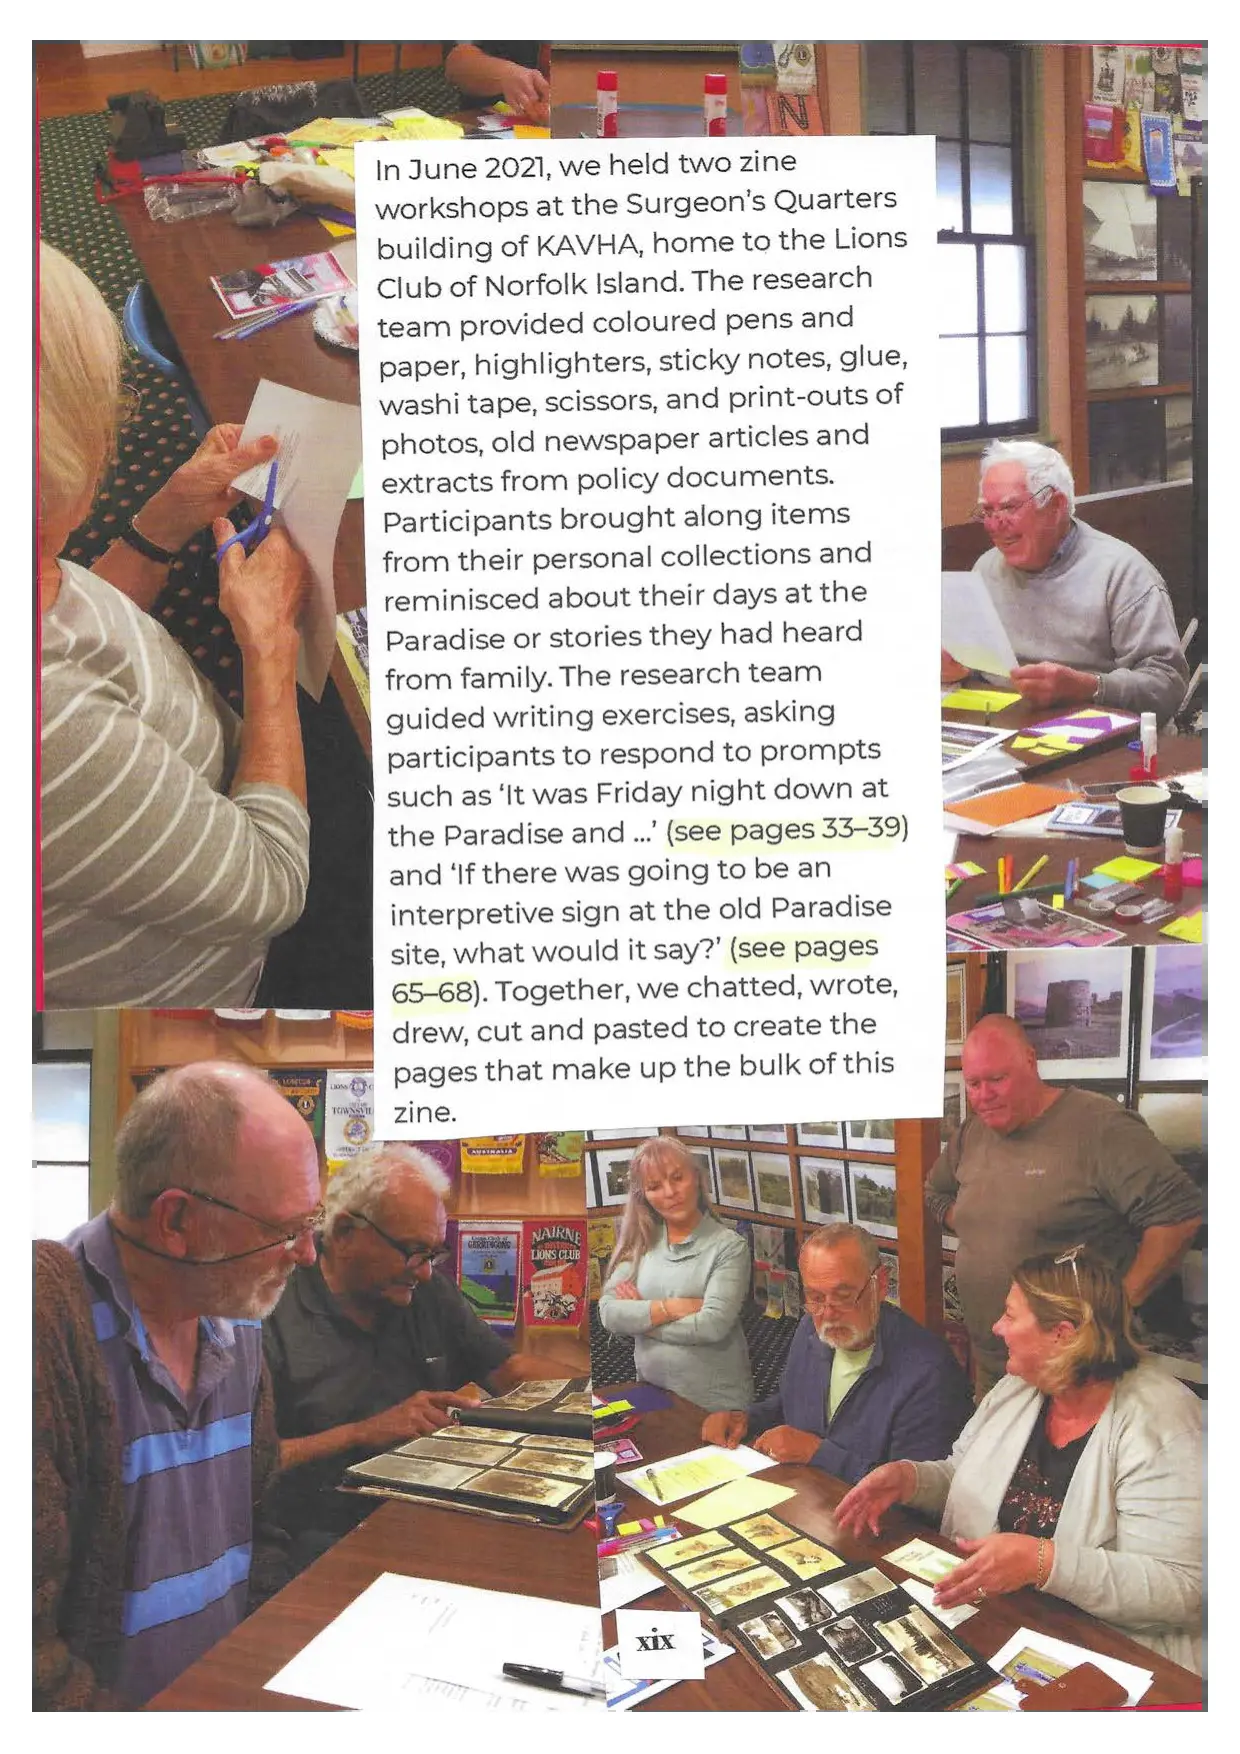 In June 2021, we held two zine
workshops at the Surgeon's Quarters
building of KAVHA, home to the Lions
Club of Norfolk Island. The research
team provided coloured pens and
paper, highlighters, sticky notes, glue,
washi tape, scissors, and print-outs of
photos, old newspaper articles and
extracts from policy documents.
Participants brought along items
from their personal collections and
reminisced about their days at the
Paradise or stories they had heard
from family. The research team
guided writing exercises, asking
participants to respond to prompts
such as ‘It was Friday night down at
the Paradise and ...’ (see pages 33–39)
and ‘If there was going to be an
interpretive sign at the old Paradise
site, what would it say?’ (see pages
65–68). Together, we chatted, wrote,
drew, cut and pasted to create the
pages that make up the bulk of this
zine.
LIONS
TOWNSVI
AUSTRALIA
NAIRNE
LIONS CLUB
xix